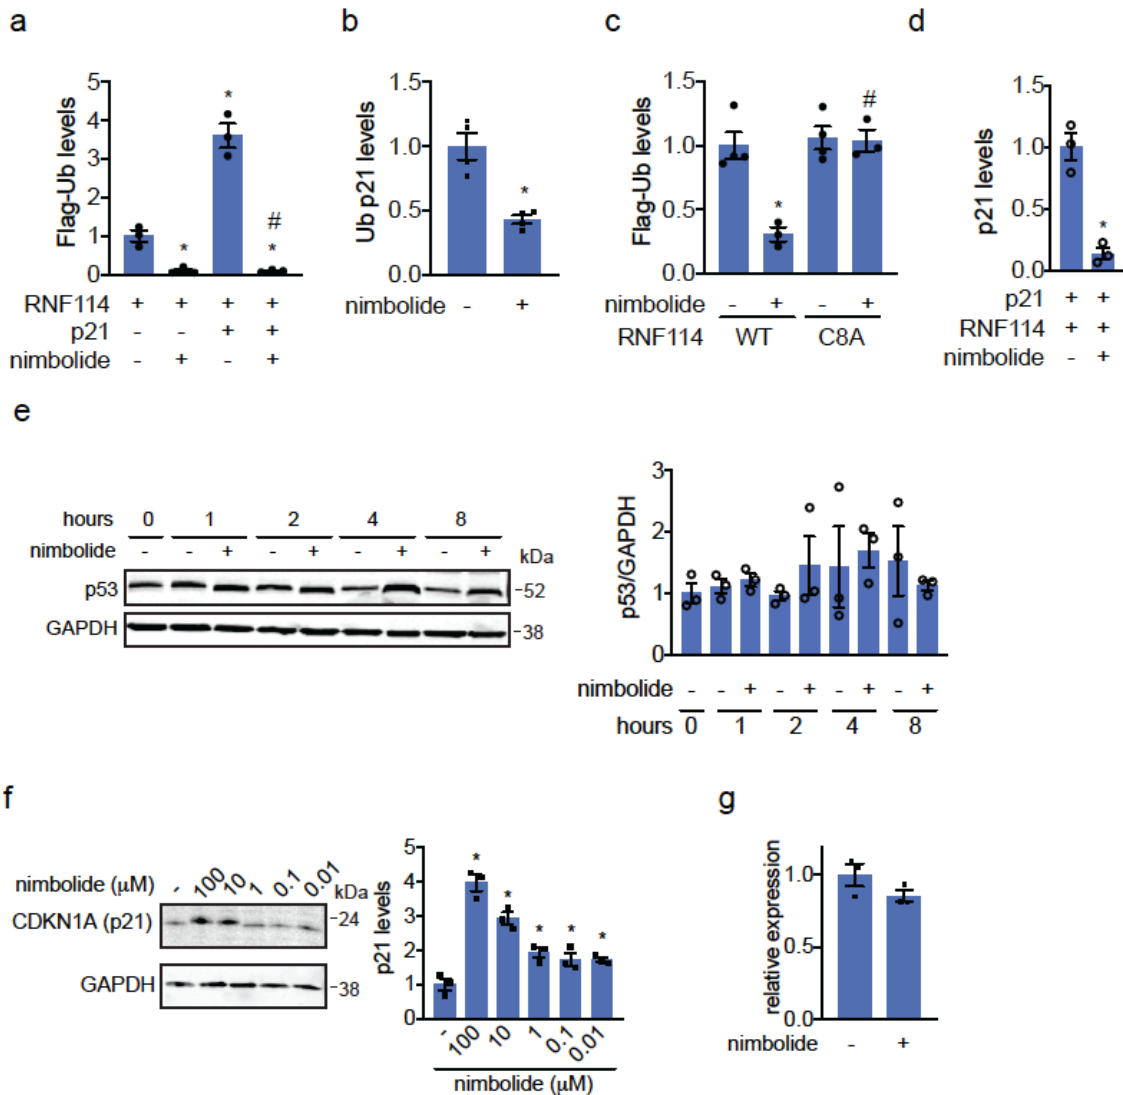 a
Flag-Ub levels
5
4
3
2
1
0
*
*
#
*
RNF114 + + + +
p21 - - + +
nimbolide - + - +
b
Ub p21 levels
1.5
1.0
0.5
0.0
*
nimbolide - +
c
Flag-Ub levels
1.5
1.0
0.5
0.0
*
#
nimbolide - + - +
RNF114 WT C8A
d
p21 levels
1.5
1.0
0.5
0.0
*
p21 + +
RNF114 + +
nimbolide - +
e
hours 0 1 2 4 8
nimbolide - - + - + - + - + kDa
p53 -52
GAPDH -38
p53/GAPDH
3
2
1
0
nimbolide - - + - + - + - +
hours 0 1 2 4 8
f
nimbolide (μM) - 100 10 1 0.1 0.01 kDa
CDKN1A (p21) -24
GAPDH -38
p21 levels
5
4
3
2
1
0
* * * * *
- 100 10 1 0.1 0.01
nimbolide (μM)
g
relative expression
1.0
0.5
0.0
nimbolide - +